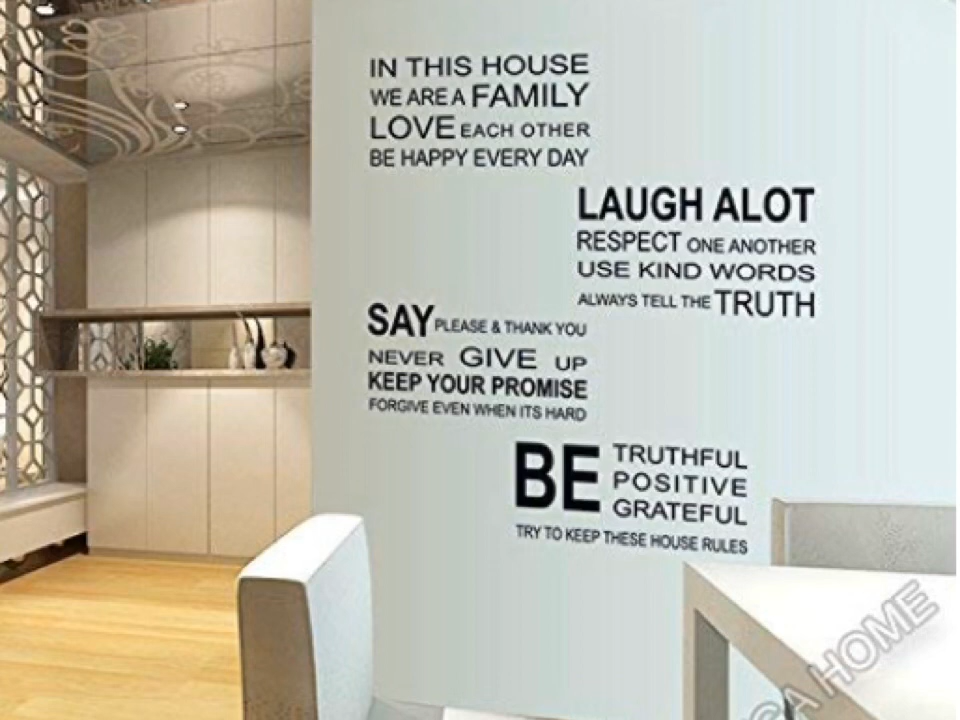 IN THIS HOUSE
WE ARE A FAMILY
LOVE EACH OTHER
BE HAPPY EVERY DAY
LAUGH ALOT
RESPECT ONE ANOTHER
USE KIND WORDS
ALWAYS TELL THE TRUTH
SAY PLEASE & THANK YOU
NEVER GIVE UP
KEEP YOUR PROMISE
FORGIVE EVEN WHEN ITS HARD
BE TRUTHFUL
POSITIVE
GRATEFUL
TRY TO KEEP THESE HOUSE RULES
HOME